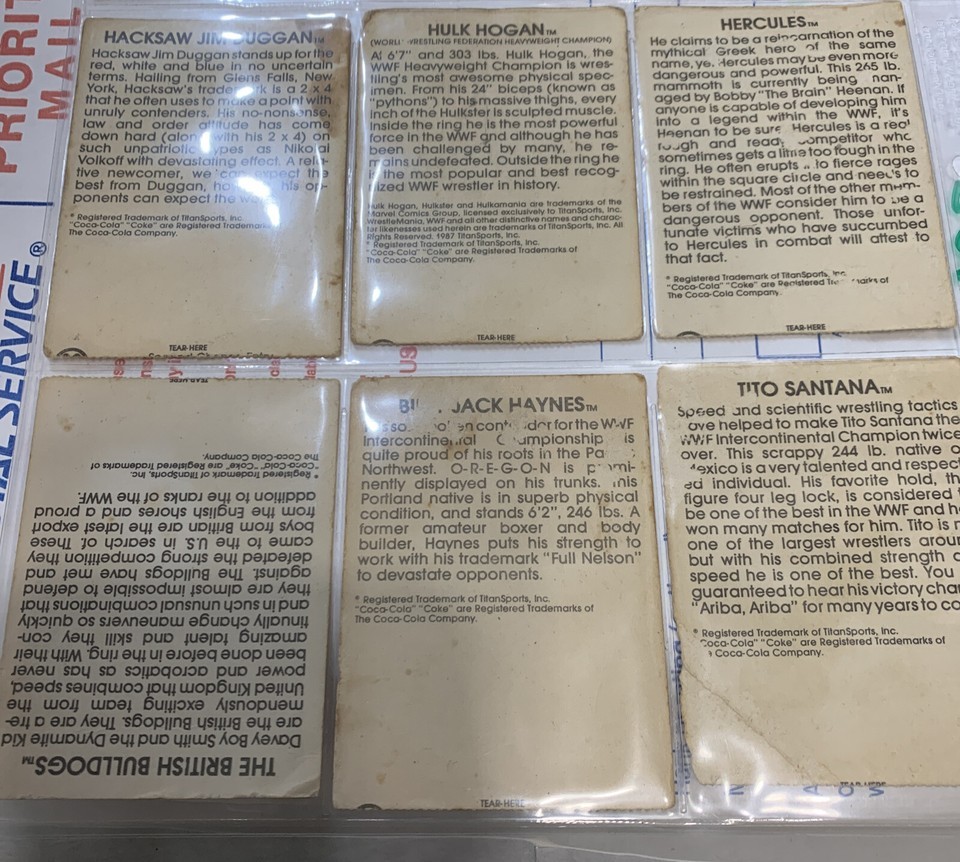 PRIORIT
MAIL
AL SERVICE®
HACKSAW JIM DUGGAN™
Hacksaw Jim Duggan stands up for the
red, white and blue in no uncertain
terms. Hailing from Glens Falls, New
York, Hacksaw's trademark is a 2 x 4
that he often uses to make a point with
unruly contenders. His no-nonsense,
law and order attitude has come
down hard (along with his 2 x 4) on
such unpatriotic types as Nikolai
Volkoff with devastating effect. A rela-
tive newcomer, we can expect the
best from Duggan, his op-
ponents can expect the
* Registered Trademark of TitanSports, Inc.
"Coca-Cola" "Coke" are Registered Trademarks
The Coca-Cola Company.
TEAR-HERE
HULK HOGAN™
(WORLD WRESTLING FEDERATION HEAVYWEIGHT CHAMPION)
At 6'7" and 303 lbs. Hulk Hogan, the
WWF Heavyweight Champion is wres-
tling's most awesome physical spec-
imen. From his 24" biceps (known as
"pythons") to his massive thighs, every
inch of the Hulkster is sculpted muscle.
Inside the ring he is the most powerful
force in the WWF and although he has
been challenged by many, he re-
mains undefeated. Outside the ring he
is the most popular and best recog-
nized WWF wrestler in history.
Hulk Hogan, Hulkster and Hulkamania are trademarks of the
Marvel Comics Group, licensed exclusively to TitanSports, Inc.
WrestleMania, WWF and all other distinctive names and charac-
ter likenesses used herein are trademarks of TitanSports, Inc. All
Rights Reserved. 1987 TitanSports, Inc.
* Registered Trademark of TitanSports, Inc.
"Coca-Cola" "Coke" are Registered Trademarks of
The Coca-Cola Company.
TEAR-HERE
HERCULES™
He claims to be a reincarnation of the
mythical Greek hero of the same
name, ye. Hercules may be even more
dangerous and powerful. This 265 lb.
mammoth is currently being man-
aged by Bobby "The Brain" Heenan. If
anyone is capable of developing him
into a legend within the WWF, it's
Heenan to be sure Hercules is a real
rough and ready competitor who
sometimes gets a little too tough in the
ring. He often erupts to fierce rages
within the square circle and needs to
be restrained. Most of the other mem-
bers of the WWF consider him to be a
dangerous opponent. Those unfor-
tunate victims who have succumbed
to Hercules in combat will attest to
that fact.
* Registered Trademark of TitanSports, Inc.
"Coca-Cola" "Coke" are Registered Trademarks of
The Coca-Cola Company.
TEAR-HERE
THE BRITISH BULLDOGS™
Davey Boy Smith and the Dynamite Kid
are the British Bulldogs. They are a tre-
mendously exciting team from the
United Kingdom that combines speed,
power and acrobatics as has never
been done before in the ring. With their
amazing talent and skill they con-
tinually change maneuvers so quickly
and in such unusual combinations that
they are almost impossible to defend
against. The Bulldogs have met and
defeated the strong competition they
came to the U.S. in search of. These
boys from Britian are the latest export
from the English shores and a proud
addition to the ranks of the WWF.
* Registered Trademark of TitanSports, Inc.
"Coca-Cola" "Coke" are Registered Trademarks of
The Coca-Cola Company.
JACK HAYNES™
for the WWF
Intercontinental Championship is
quite proud of his roots in the Pa
Northwest. O-R-E-G-O-N is promi-
nently displayed on his trunks. This
Portland native is in superb physical
condition, and stands 6'2", 246 lbs. A
former amateur boxer and body
builder, Haynes puts his strength to
work with his trademark "Full Nelson"
to devastate opponents.
* Registered Trademark of TitanSports, Inc.
"Coca-Cola" "Coke" are Registered Trademarks of
The Coca-Cola Company.
TEAR-HERE
TITO SANTANA™
Speed and scientific wrestling tactics
ave helped to make Tito Santana the
WWF Intercontinental Champion twice
over. This scrappy 244 lb. native o
Mexico is a very talented and respect
ed individual. His favorite hold, th
figure four leg lock, is considered
be one of the best in the WWF and h
won many matches for him. Tito is n
one of the largest wrestlers arour
but with his combined strength a
speed he is one of the best. You
guaranteed to hear his victory char
"Ariba, Ariba" for many years to co
* Registered Trademark of TitanSports, Inc.
"Coca-Cola" "Coke" are Registered Trademarks of
Coca-Cola Company.